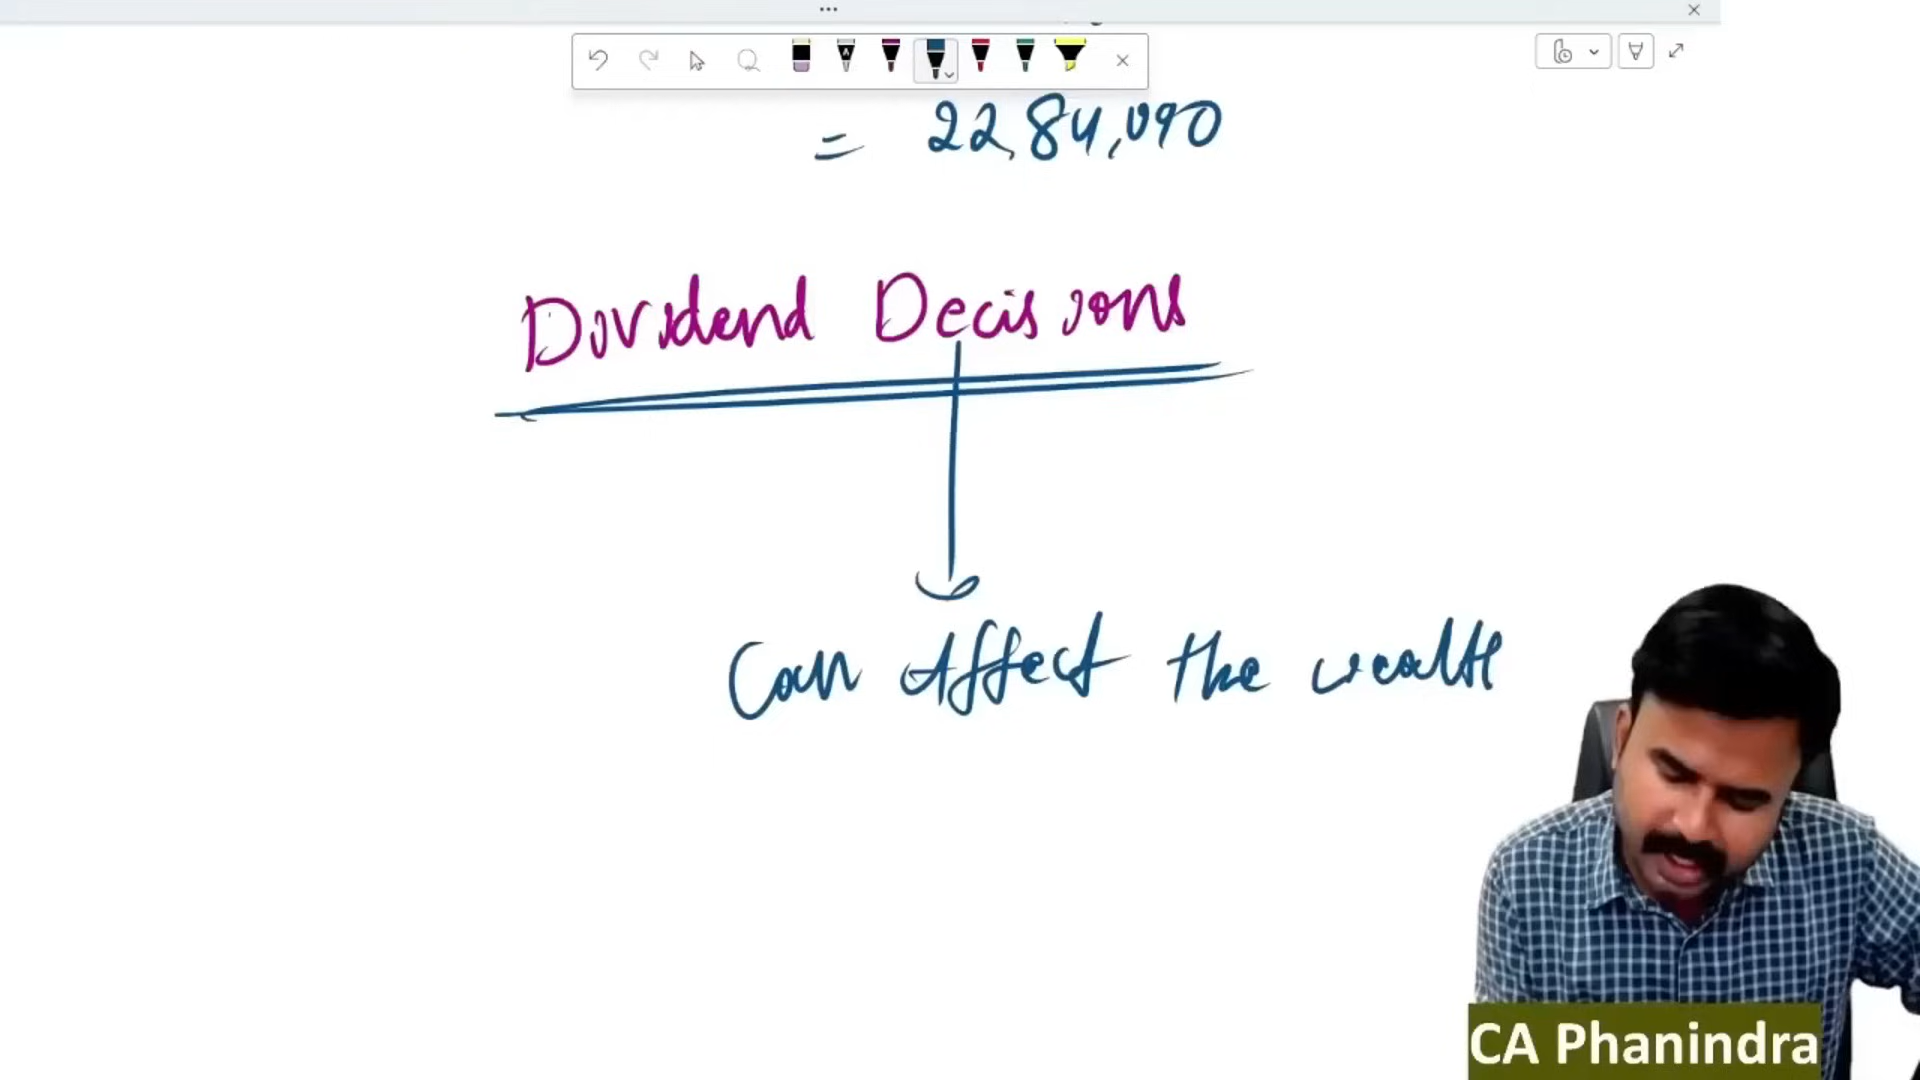 = 22,84,090
Dividend Decisions
Can Affect the wealth
CA Phanindra